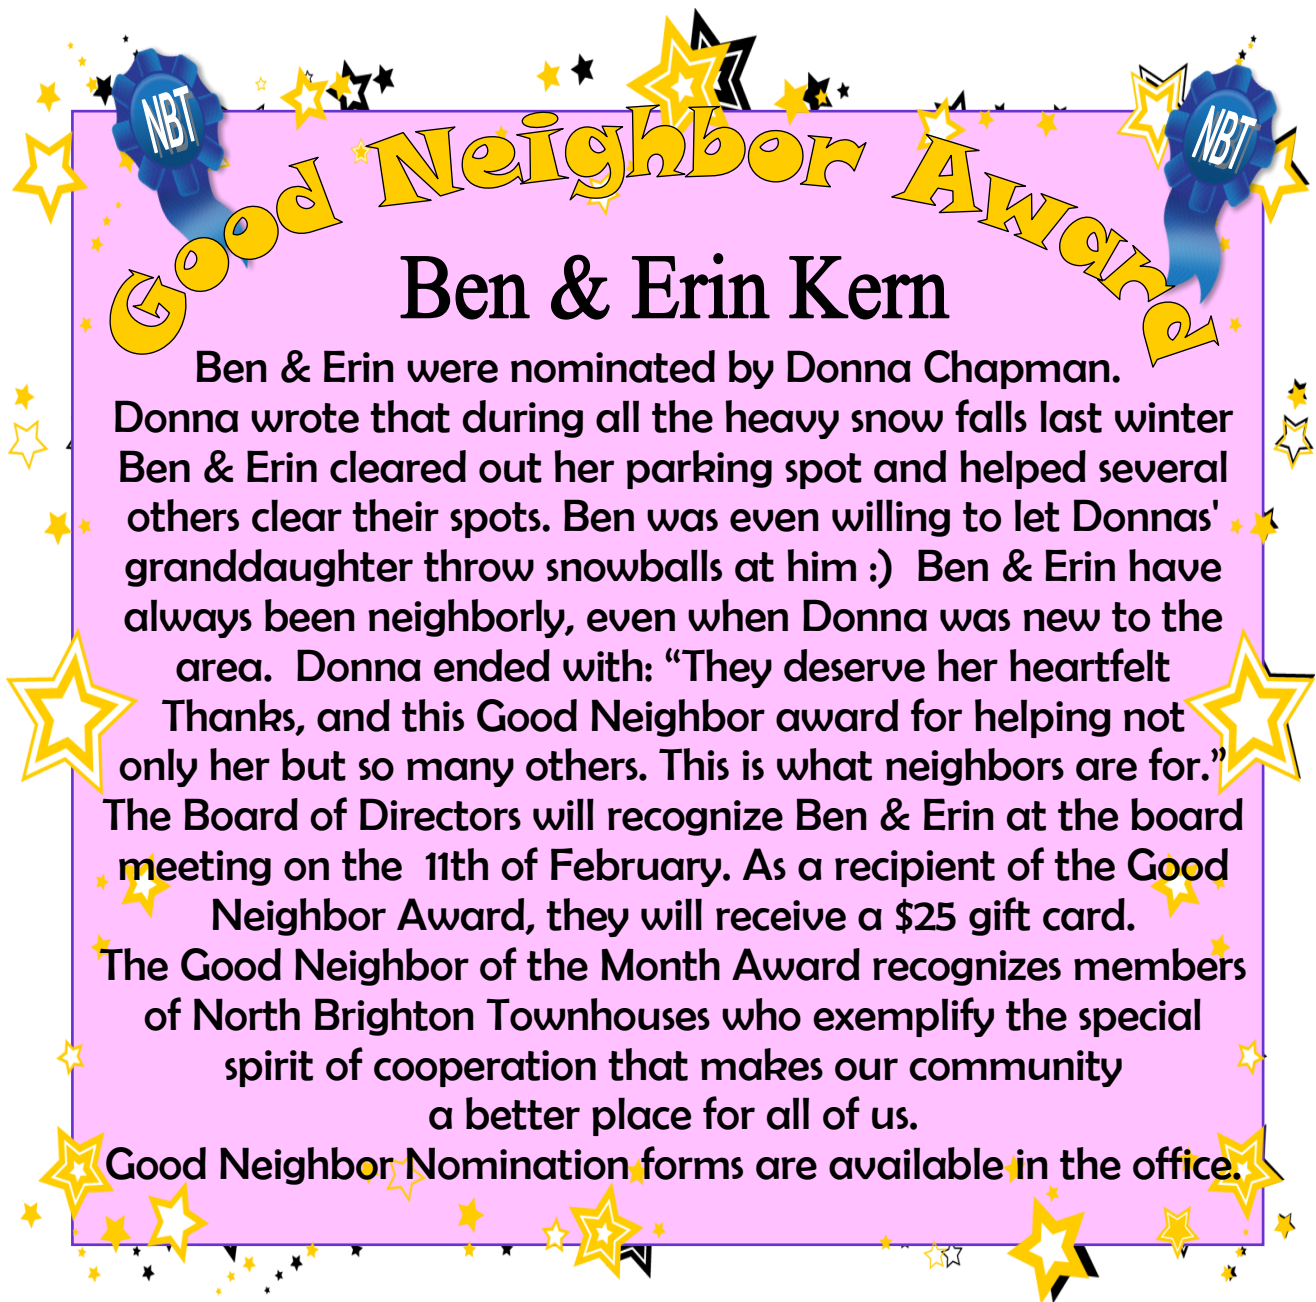 NBT
NBT
Good Neighbor Award
Ben & Erin Kern
Ben & Erin were nominated by Donna Chapman.
Donna wrote that during all the heavy snow falls last winter
Ben & Erin cleared out her parking spot and helped several
others clear their spots. Ben was even willing to let Donnas'
granddaughter throw snowballs at him :)  Ben & Erin have
always been neighborly, even when Donna was new to the
area.  Donna ended with: “They deserve her heartfelt
Thanks, and this Good Neighbor award for helping not
only her but so many others. This is what neighbors are for.”
The Board of Directors will recognize Ben & Erin at the board
meeting on the  11th of February. As a recipient of the Good
Neighbor Award, they will receive a $25 gift card.
The Good Neighbor of the Month Award recognizes members
of North Brighton Townhouses who exemplify the special
spirit of cooperation that makes our community
a better place for all of us.
Good Neighbor Nomination forms are available in the office.